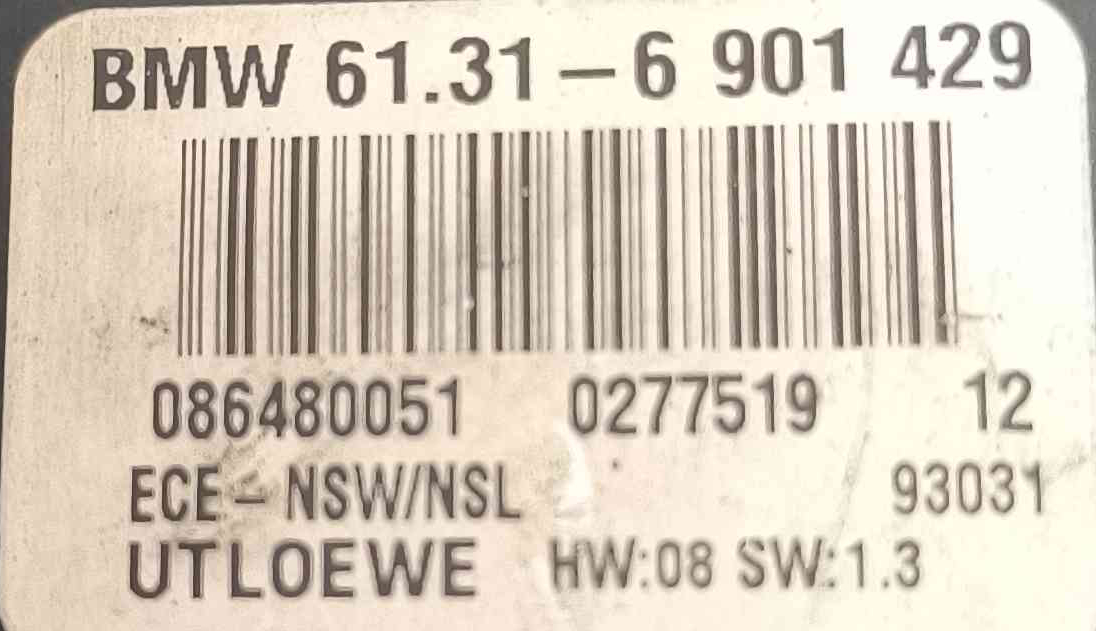 BMW 61.31-6 901 429
086480051 0277519 12
ECE-NSW/NSL 93031
UTLOEWE HW:08 SW:1.3